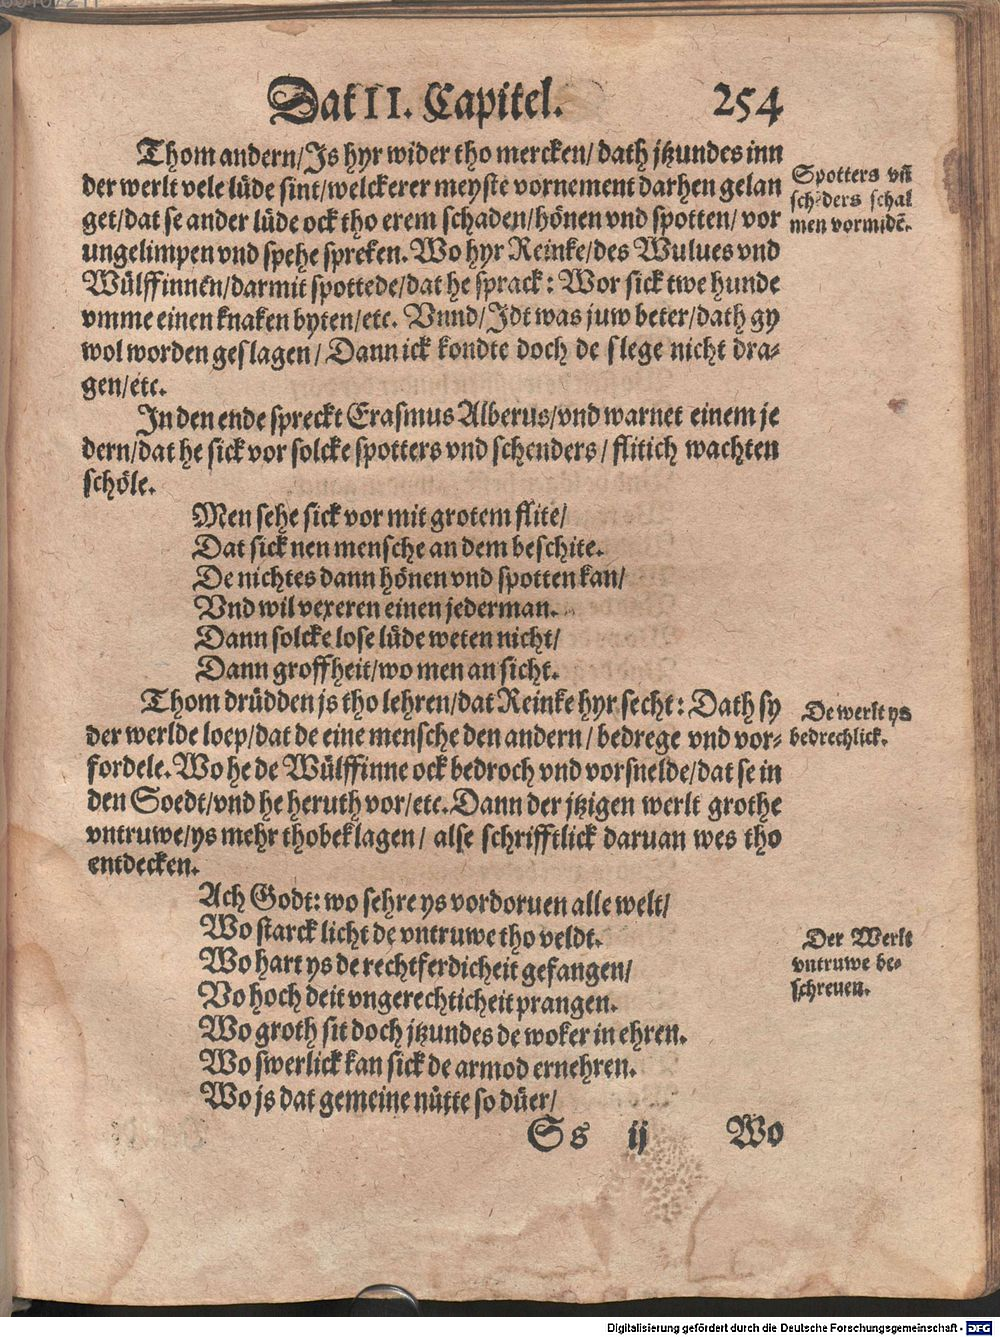 Dat II. Capitel. 254
Thom andern/Js hyr wider tho mercken/ dath jtzundes inn
der werlt vele lüde sint/welckerer meyste vornement darhen gelan
get/dat se ander lüde ock tho erem schaden/hönen vnd spotten/ vor
ungelimpen vnd spehe spreken. Wo hyr Reinke/des Wulues vnd
Wülffinnen/darmit spottede/dat he sprack: Wor sick twe hunde
vmme einen knaken byten/etc. Vnnd/Jdt was juw beter/dath gy
wol worden geslagen/ Dann ick kondte doch de slege nicht dra-
gen/etc.
Jn den ende spreckt Erasmus Alberus/vnd warnet einem je
dern/dat he sick vor solcke spotters vnd schenders/ flitich wachten
schöle.
Men sehe sick vor mit grotem flite/
Dat sick nen mensche an dem beschite.
De nichtes dann hönen vnd spotten kan/
Vnd wil vexeren einen jederman.
Dann solcke lose lüde weten nicht/
Dann groffheit/wo men an sicht.
Thom drüdden js tho lehren/dat Reinke hyr secht: Dath sy
der werlde loep/dat de eine mensche den andern/ bedrege vnd vor-
fordele. Wo he de Wülffinne ock bedroch vnd vorsnelde/dat se in
den Soedt/vnd he heruth vor/etc. Dann der jtzigen werlt grothe
vntruwe/ys mehr thobeklagen/ alse schrifftlick daruan wes tho
entdecken.
Ach Godt: wo sehre ys vordoruen alle welt/
Wo starck licht de vntruwe tho veldt.
Wo hart ys de rechtferdicheit gefangen/
Vo hoch deit vngerechticheit prangen.
Wo groth sit doch jtzundes de woker in ehren.
Wo swerlick kan sick de armod ernehren.
Wo js dat gemeine nütte so düer/
Ss ij Wo
Spotters vñ
schẽders schal
men vormidẽ.
De werlt ys
bedrechlick.
Der Werlt
vntruwe be-
schreuen.
Digitalisierung gefördert durch die Deutsche Forschungsgemeinschaft - DFG